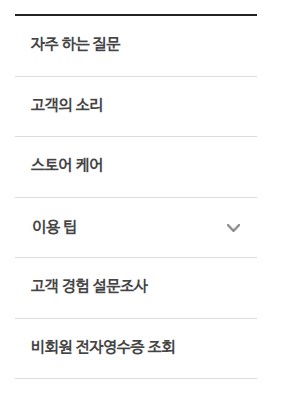 자주 하는 질문
고객의 소리
스토어 케어
이용 팁
고객 경험 설문조사
비회원 전자영수증 조회